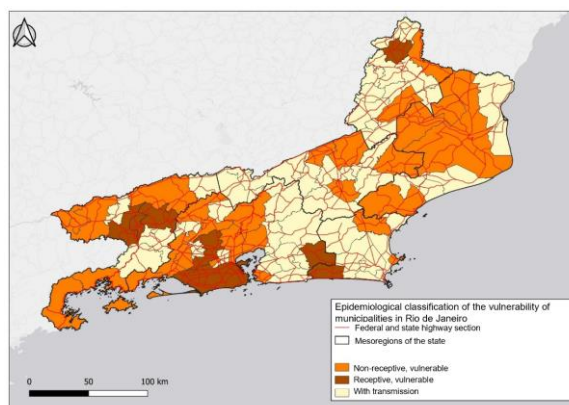 Epidemiological classification of the vulnerability of
municipalities in Rio de Janeiro
Federal and state highway section
Mesoregions of the state
Non-receptive, vulnerable
Receptive, vulnerable
With transmission
0 50 100 km